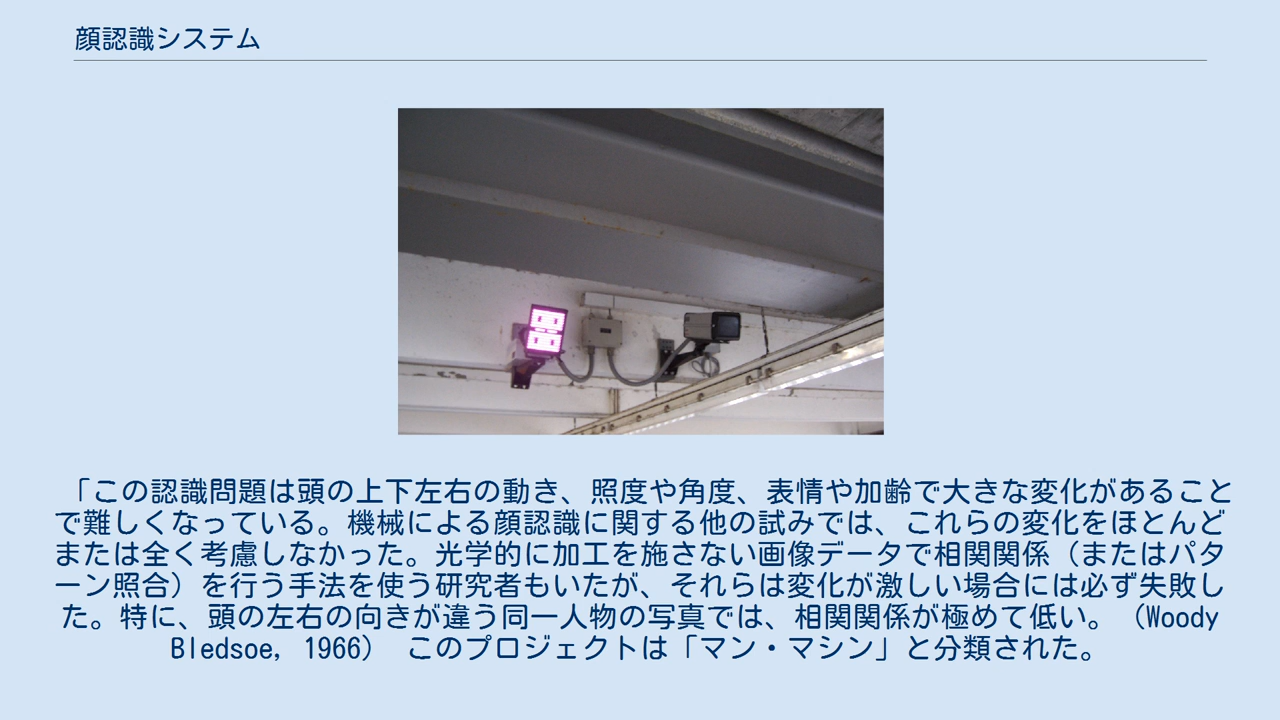 顔認識システム
「この認識問題は頭の上下左右の動き、照度や角度、表情や加齢で大きな変化があること
で難しくなっている。機械による顔認識に関する他の試みでは、これらの変化をほとんど
または全く考慮しなかった。光学的に加工を施さない画像データで相関関係（またはパタ
ーン照合）を行う手法を使う研究者もいたが、それらは変化が激しい場合には必ず失敗し
た。特に、頭の左右の向きが違う同一人物の写真では、相関関係が極めて低い。（Woody
Bledsoe, 1966） このプロジェクトは「マン・マシン」と分類された。